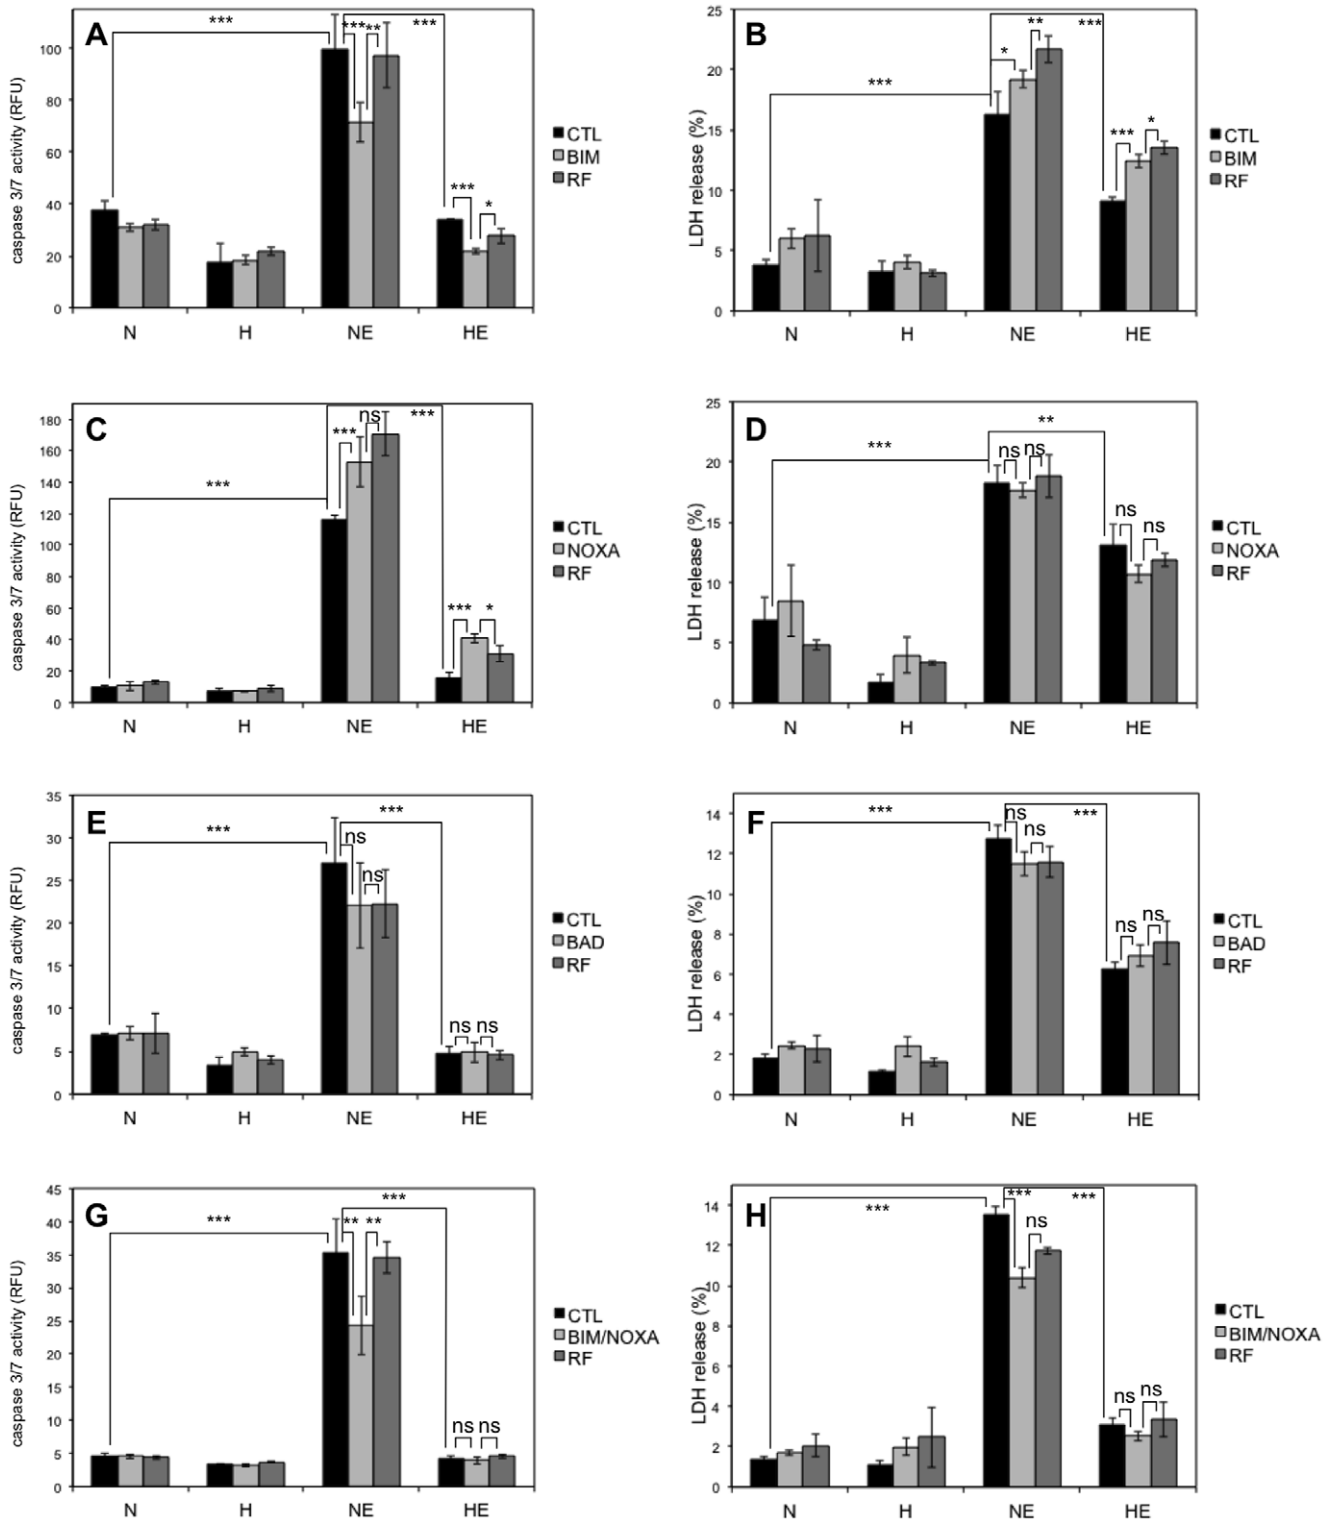 A
caspase 3/7 activity (RFU)
100
80
60
40
20
0
***
***
**
***
***
*
N H NE HE
CTL
BIM
RF
B
LDH release (%)
25
20
15
10
5
0
***
*
**
***
***
*
N H NE HE
CTL
BIM
RF
C
caspase 3/7 activity (RFU)
180
160
140
120
100
80
60
40
20
0
***
***
ns
***
***
*
N H NE HE
CTL
NOXA
RF
D
LDH release (%)
25
20
15
10
5
0
***
ns
ns
**
ns
ns
N H NE HE
CTL
NOXA
RF
E
caspase 3/7 activity (RFU)
35
30
25
20
15
10
5
0
***
ns
ns
***
ns ns
N H NE HE
CTL
BAD
RF
F
LDH release (%)
14
12
10
8
6
4
2
0
***
ns
ns
***
ns
ns
N H NE HE
CTL
BAD
RF
G
caspase 3/7 activity (RFU)
45
40
35
30
25
20
15
10
5
0
***
**
**
***
ns ns
N H NE HE
CTL
BIM/NOXA
RF
H
LDH release (%)
14
12
10
8
6
4
2
0
***
***
ns
***
ns ns
N H NE HE
CTL
BIM/NOXA
RF